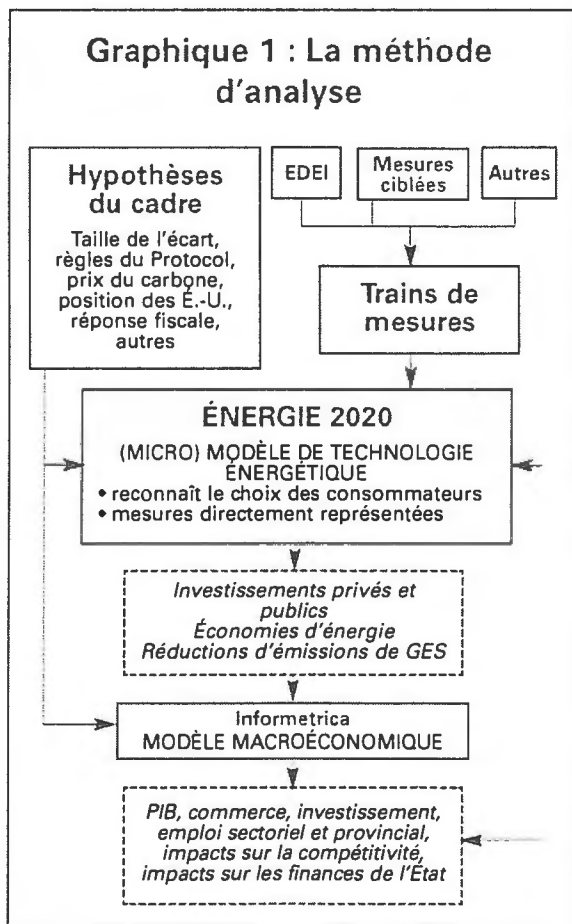 Graphique 1 : La méthode
d'analyse
Hypothèses
du cadre
Taille de l'écart,
règles du Protocol,
prix du carbone,
position des É.-U.,
réponse fiscale,
autres
EDEI
Mesures
ciblées
Autres
Trains de
mesures
ÉNERGIE 2020
(MICRO) MODÈLE DE TECHNOLOGIE
ÉNERGÉTIQUE
• reconnaît le choix des consommateurs
• mesures directement représentées
Investissements privés et
publics
Économies d'énergie
Réductions d'émissions de GES
Informetrica
MODÈLE MACROÉCONOMIQUE
PIB, commerce, investissement,
emploi sectoriel et provincial,
impacts sur la compétitivité,
impacts sur les finances de l'État